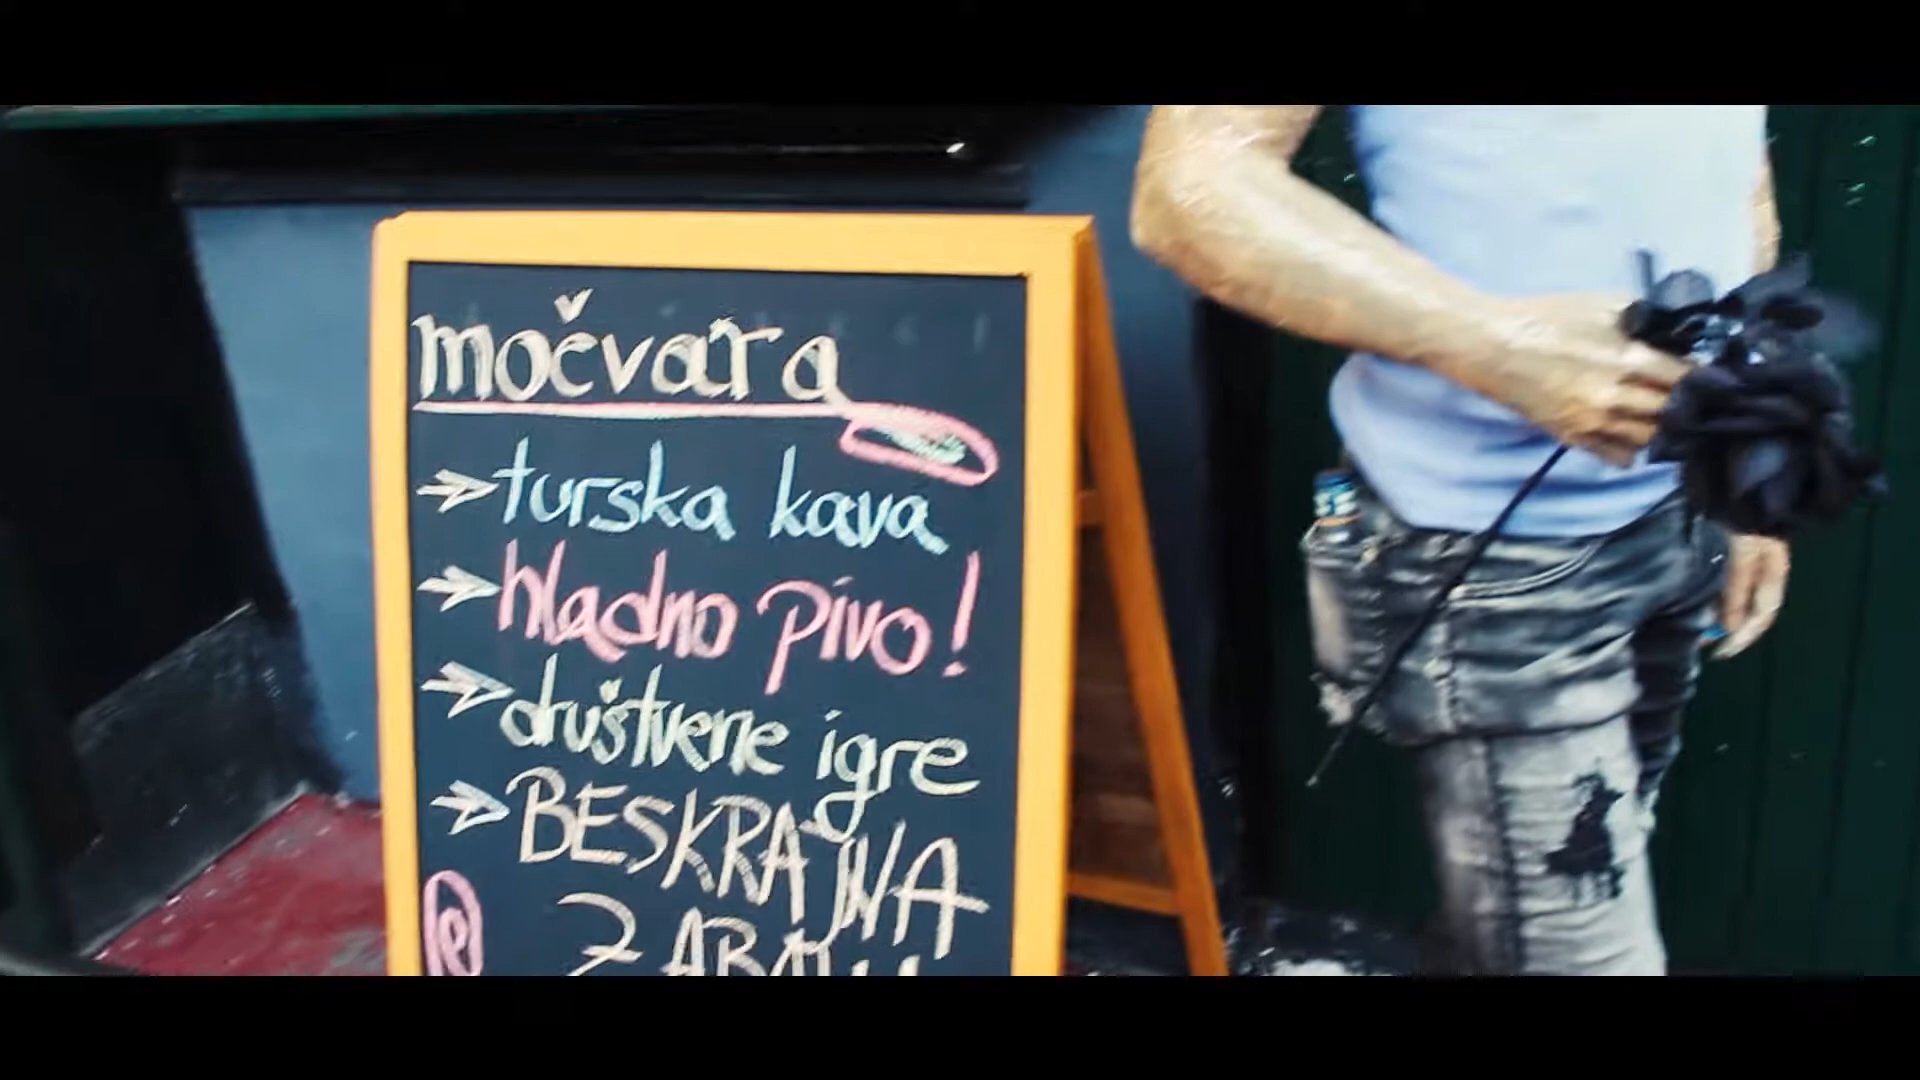 močvara
turska kava
hladno pivo!
društvene igre
BESKRAJNA